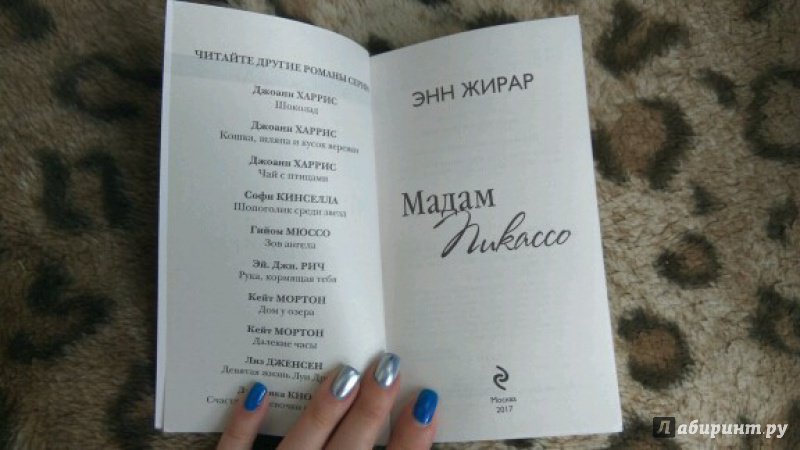 ЧИТАЙТЕ ДРУГИЕ РОМАНЫ СЕРИИ
Джоанн ХАРРИС
Шоколад
Джоанн ХАРРИС
Кошка, шляпа и кусок веревки
Джоанн ХАРРИС
Чай с птицами
Софи КИНСЕЛЛА
Шопоголик среди звезд
Гийом МЮССО
Зов ангела
Эй. Джи. РИЧ
Рука, кормящая тебя
Кейт МОРТОН
Дом у озера
Кейт МОРТОН
Далекие часы
Лиз ДЖЕНСЕН
Девятая жизнь Луи
ЭНН ЖИРАР
Мадам
Пикассо
Москва
2017
Лабиринт.ру